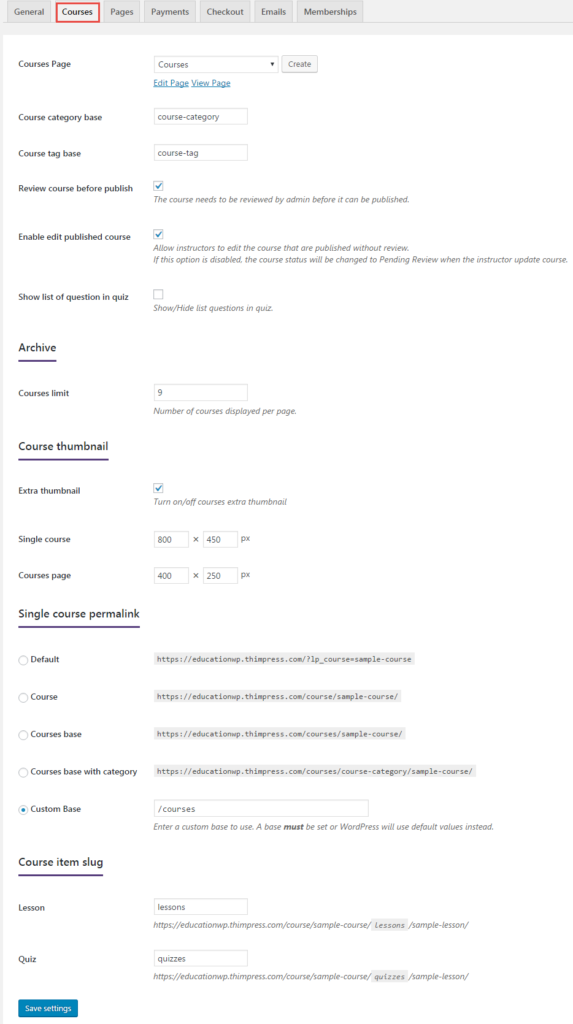 General Courses Pages Payments Checkout Emails Memberships
Courses Page Courses Create
Edit Page View Page
Course category base course-category
Course tag base course-tag
Review course before publish
The course needs to be reviewed by admin before it can be published.
Enable edit published course
Allow instructors to edit the course that are published without review.
If this option is disabled, the course status will be changed to Pending Review when the instructor update course.
Show list of question in quiz
Show/Hide list questions in quiz.
Archive
Courses limit 9
Number of courses displayed per page.
Course thumbnail
Extra thumbnail
Turn on/off courses extra thumbnail
Single course 800 × 450 px
Courses page 400 × 250 px
Single course permalink
Default https://educationwp.thimpress.com/?lp_course=sample-course
Course https://educationwp.thimpress.com/course/sample-course/
Courses base https://educationwp.thimpress.com/courses/sample-course/
Courses base with category https://educationwp.thimpress.com/courses/course-category/sample-course/
Custom Base /courses
Enter a custom base to use. A base must be set or WordPress will use default values instead.
Course item slug
Lesson lessons
https://educationwp.thimpress.com/course/sample-course/ lessons /sample-lesson/
Quiz quizzes
https://educationwp.thimpress.com/course/sample-course/ quizzes /sample-lesson/
Save settings